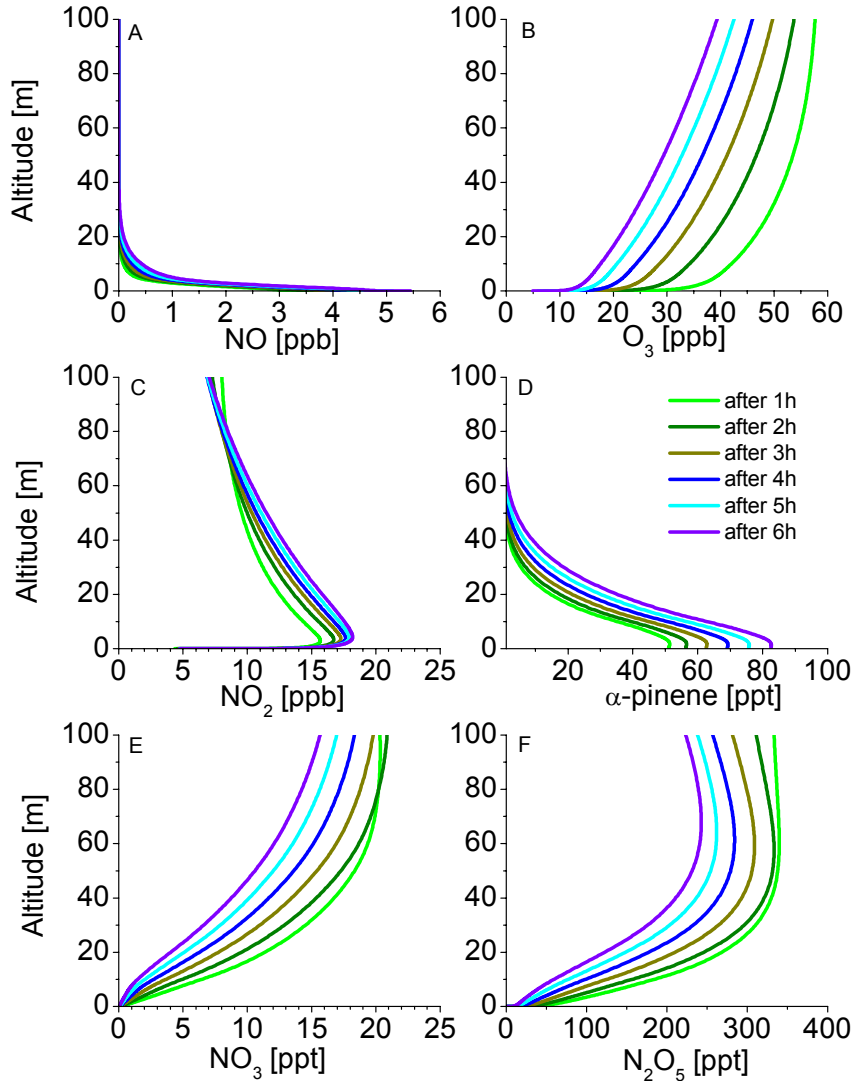 A
100
80
60
40
20
0
Altitude [m]
0 1 2 3 4 5 6
NO [ppb]
B
100
80
60
40
20
0
0 10 20 30 40 50 60
O3 [ppb]
C
100
80
60
40
20
0
Altitude [m]
0 5 10 15 20 25
NO2 [ppb]
D
100
80
60
40
20
0
after 1h
after 2h
after 3h
after 4h
after 5h
after 6h
20 40 60 80 100
α-pinene [ppt]
E
100
80
60
40
20
0
Altitude [m]
0 5 10 15 20 25
NO3 [ppt]
F
100
80
60
40
20
0
0 100 200 300 400
N2O5 [ppt]